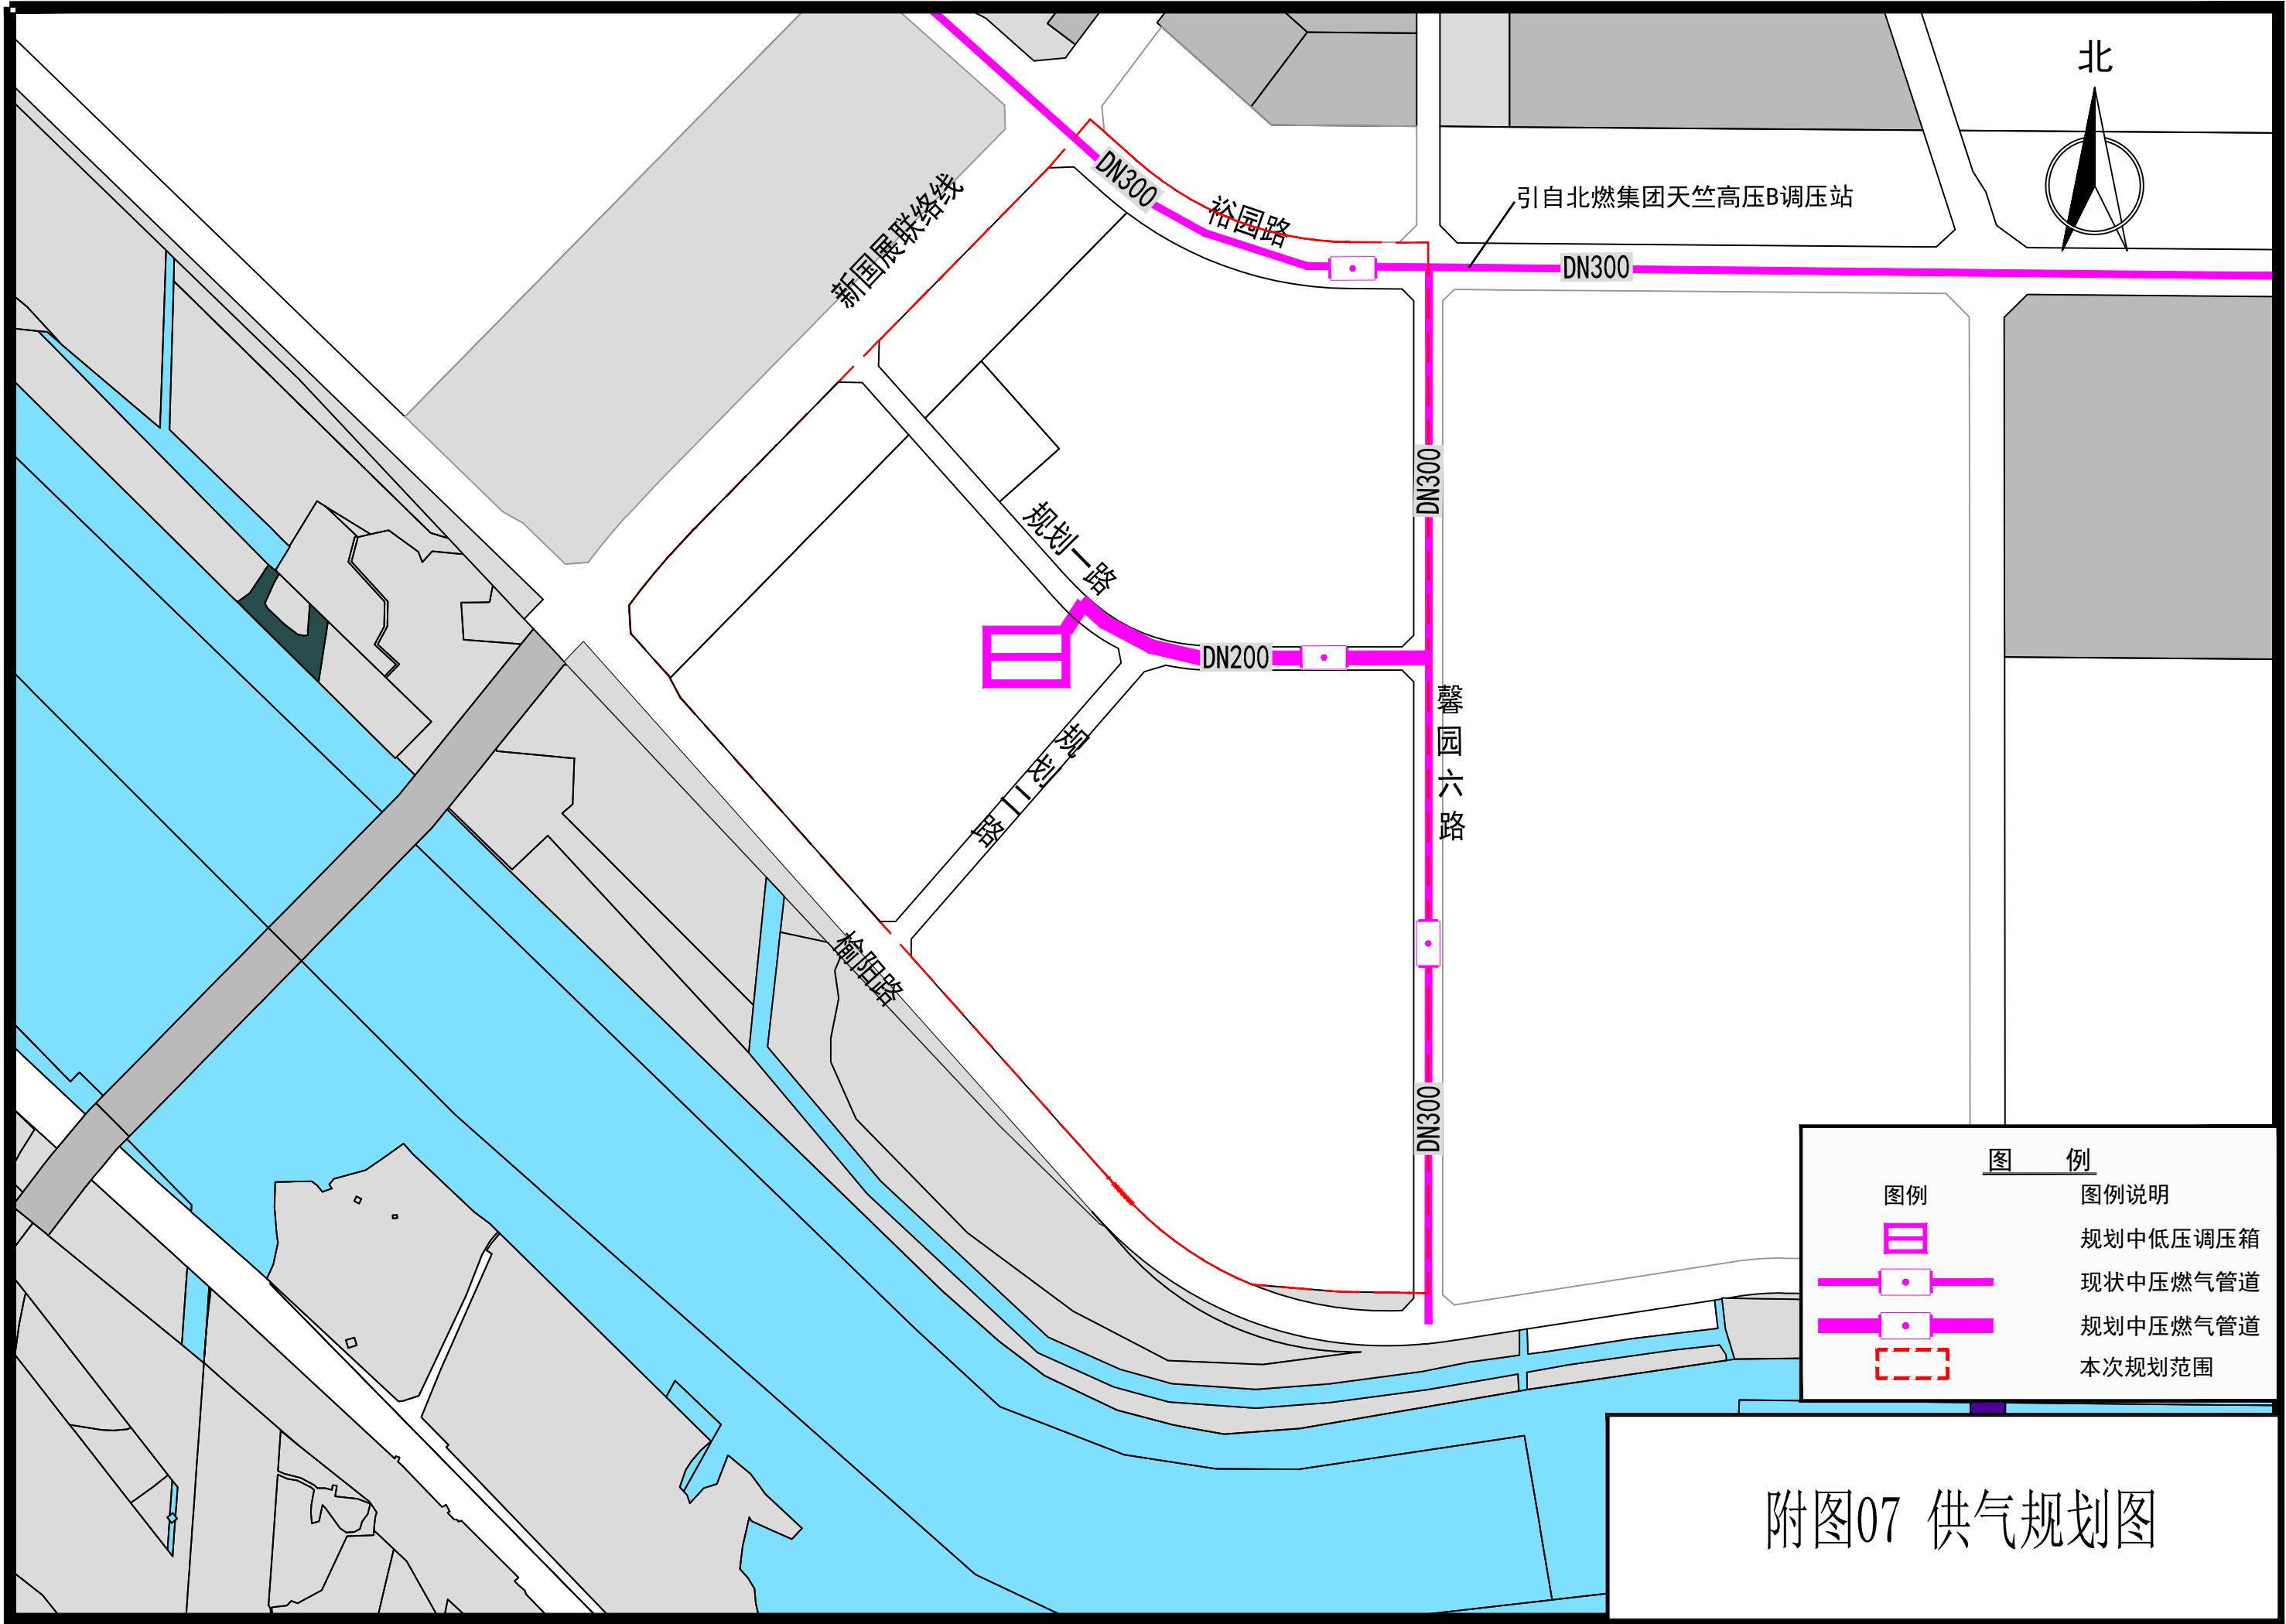 北
DN300
裕园路
引自北燃集团天竺高压B调压站
DN300
新国展联络线
DN300
规划一路
DN200
馨园六路
规划二路
榆阳路
DN300
图 例
图例 图例说明
规划中低压调压箱
现状中压燃气管道
规划中压燃气管道
本次规划范围
附图07 供气规划图